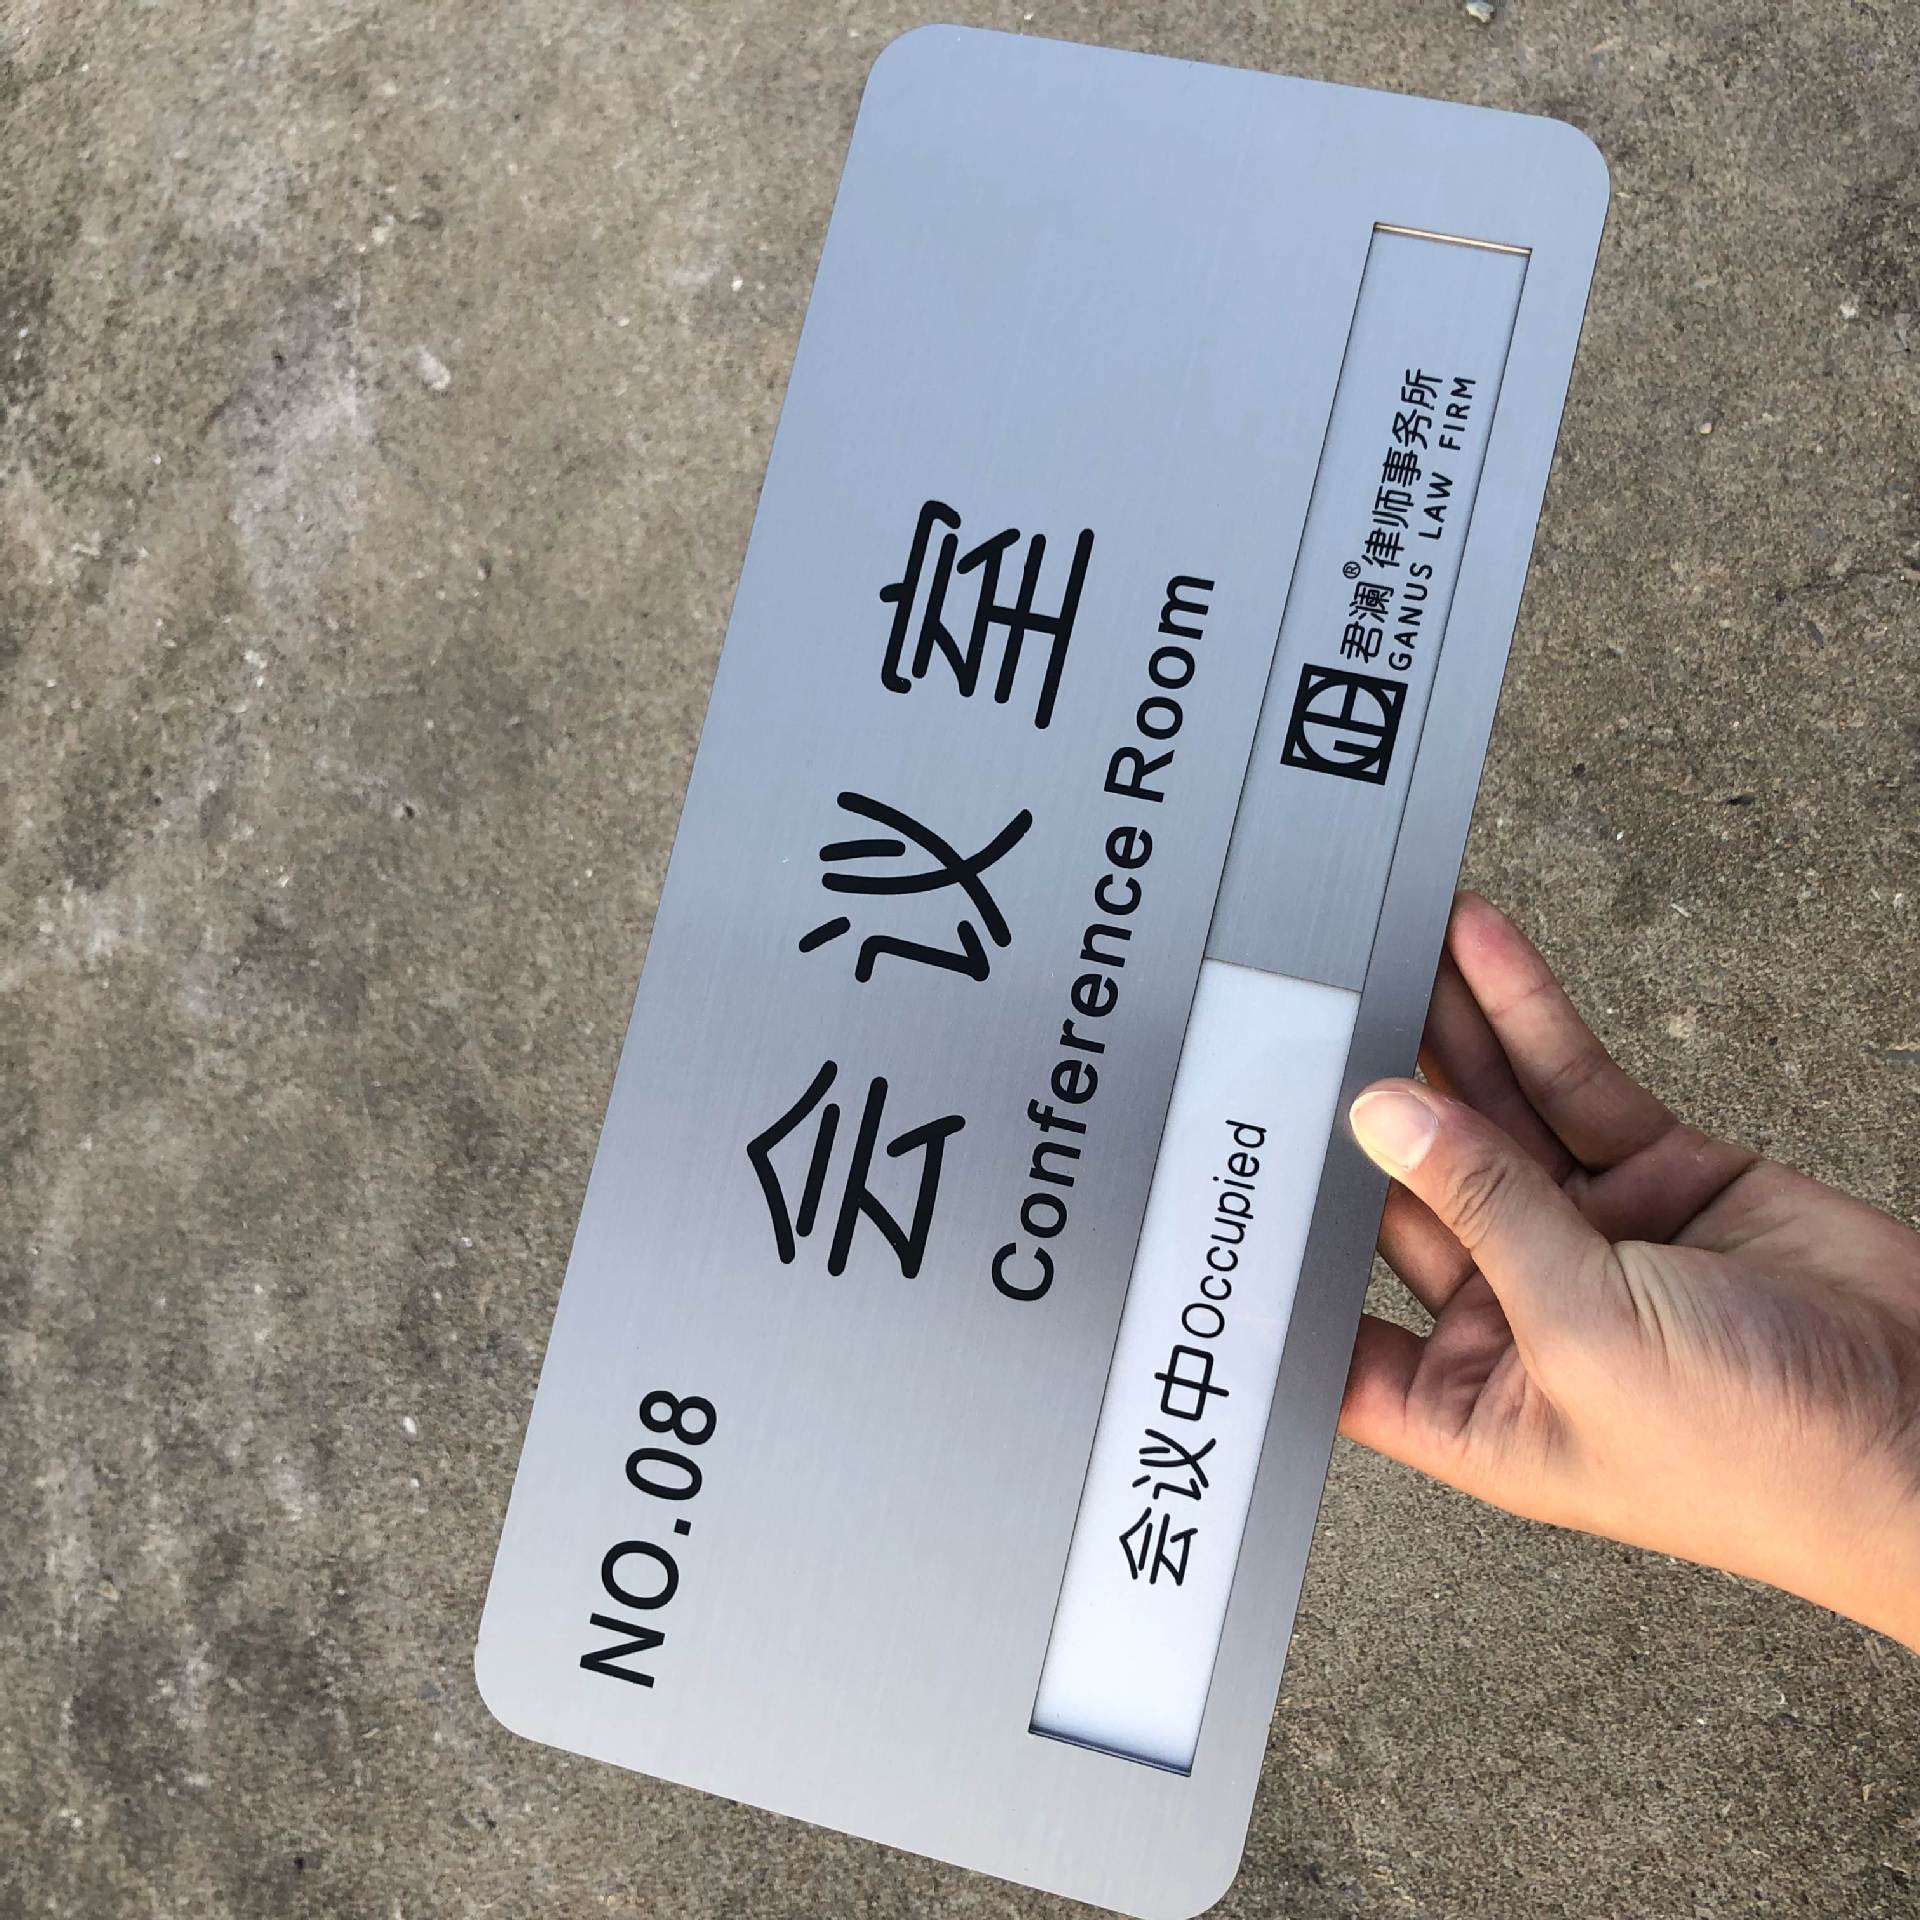 NO.08
会议室
Conference Room
会议中Occupied
君澜®律师事务所
GANUS LAW FIRM